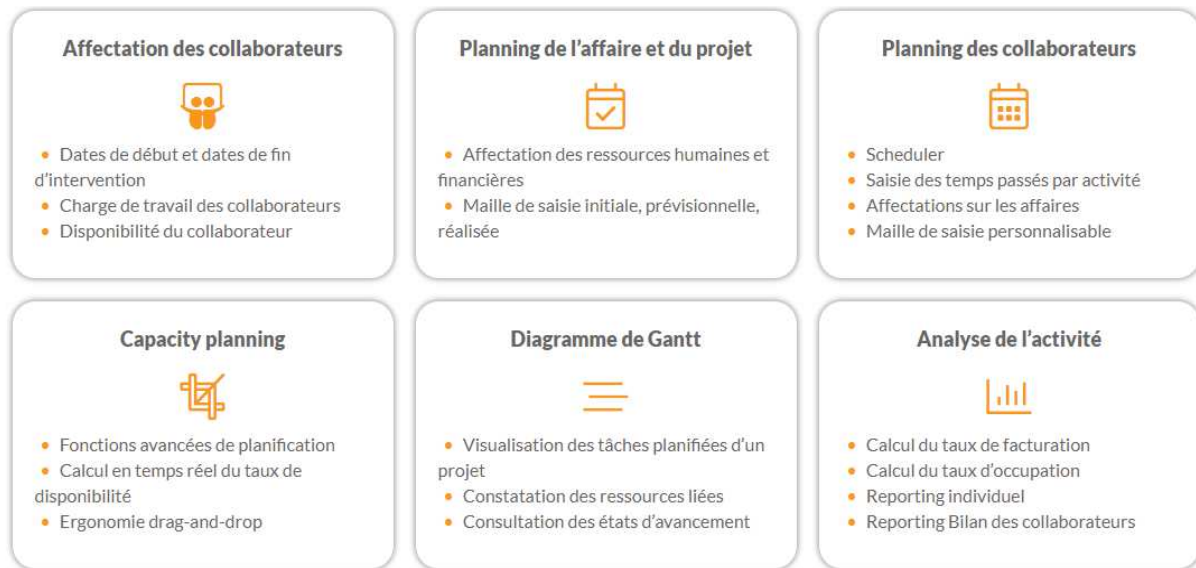 Affectation des collaborateurs
• Dates de début et dates de fin
d’intervention
• Charge de travail des collaborateurs
• Disponibilité du collaborateur
Planning de l’affaire et du projet
• Affectation des ressources humaines et
financières
• Maille de saisie initiale, prévisionnelle,
réalisée
Planning des collaborateurs
• Scheduler
• Saisie des temps passés par activité
• Affectations sur les affaires
• Maille de saisie personnalisable
Capacity planning
• Fonctions avancées de planification
• Calcul en temps réel du taux de
disponibilité
• Ergonomie drag-and-drop
Diagramme de Gantt
• Visualisation des tâches planifiées d’un
projet
• Constatation des ressources liées
• Consultation des états d’avancement
Analyse de l’activité
• Calcul du taux de facturation
• Calcul du taux d’occupation
• Reporting individuel
• Reporting Bilan des collaborateurs